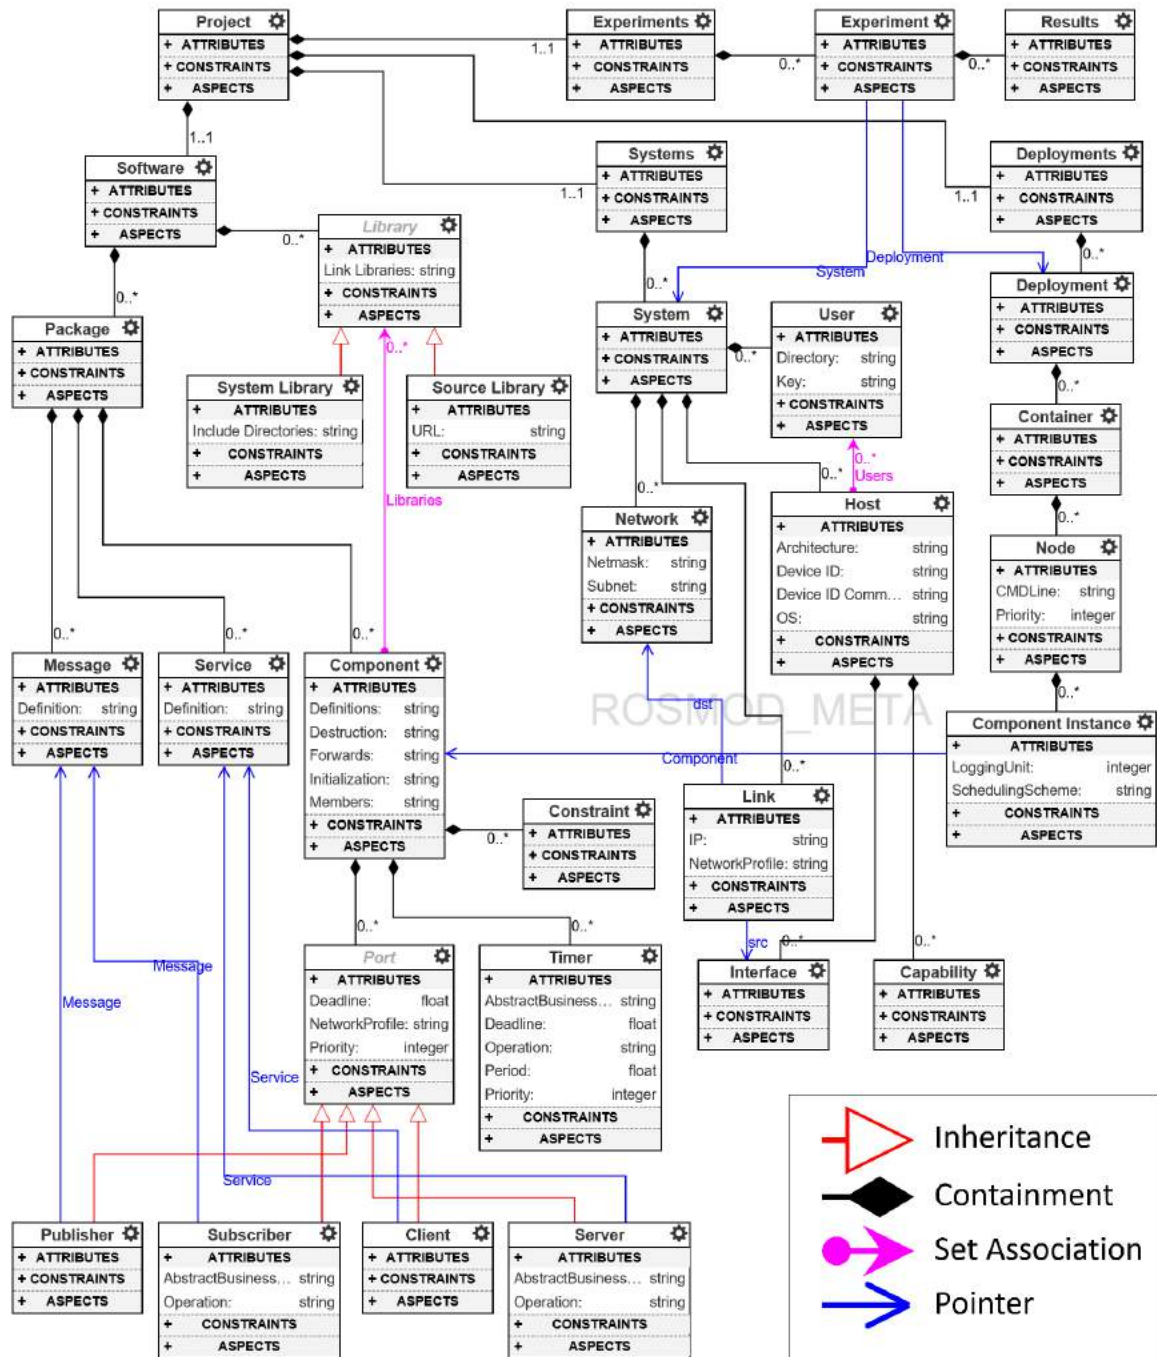 Project
+ ATTRIBUTES
+ CONSTRAINTS
+ ASPECTS
Experiments
+ ATTRIBUTES
+ CONSTRAINTS
+ ASPECTS
Experiment
+ ATTRIBUTES
+ CONSTRAINTS
+ ASPECTS
Results
+ ATTRIBUTES
+ CONSTRAINTS
+ ASPECTS
1..1
0..*
0..*
1..1
Software
+ ATTRIBUTES
+ CONSTRAINTS
+ ASPECTS
Systems
+ ATTRIBUTES
+ CONSTRAINTS
+ ASPECTS
Deployments
+ ATTRIBUTES
+ CONSTRAINTS
+ ASPECTS
1..1
1..1
0..*
Library
+ ATTRIBUTES
Link Libraries: string
+ CONSTRAINTS
+ ASPECTS
Deployment
System
0..*
0..*
0..*
Package
+ ATTRIBUTES
+ CONSTRAINTS
+ ASPECTS
System
+ ATTRIBUTES
+ CONSTRAINTS
+ ASPECTS
0..*
User
+ ATTRIBUTES
Directory: string
Key: string
+ CONSTRAINTS
+ ASPECTS
Deployment
+ ATTRIBUTES
+ CONSTRAINTS
+ ASPECTS
0..*
System Library
+ ATTRIBUTES
Include Directories: string
+ CONSTRAINTS
+ ASPECTS
Source Library
+ ATTRIBUTES
URL: string
+ CONSTRAINTS
+ ASPECTS
0..*
Container
+ ATTRIBUTES
+ CONSTRAINTS
+ ASPECTS
0..*
Users
Libraries
0..*
0..*
0..*
Network
+ ATTRIBUTES
Netmask: string
Subnet: string
+ CONSTRAINTS
+ ASPECTS
Host
+ ATTRIBUTES
Architecture: string
Device ID: string
Device ID Comm... string
OS: string
+ CONSTRAINTS
+ ASPECTS
Node
+ ATTRIBUTES
CMDLine: string
Priority: integer
+ CONSTRAINTS
+ ASPECTS
0..*
0..*
0..*
0..*
Message
+ ATTRIBUTES
Definition: string
+ CONSTRAINTS
+ ASPECTS
Service
+ ATTRIBUTES
Definition: string
+ CONSTRAINTS
+ ASPECTS
Component
+ ATTRIBUTES
Definitions: string
Destruction: string
Forwards: string
Initialization: string
Members: string
+ CONSTRAINTS
+ ASPECTS
ROSMOD_META
dst
Component
0..*
Component Instance
+ ATTRIBUTES
LoggingUnit: integer
SchedulingScheme: string
+ CONSTRAINTS
+ ASPECTS
0..*
Constraint
+ ATTRIBUTES
+ CONSTRAINTS
+ ASPECTS
Link
+ ATTRIBUTES
IP: string
NetworkProfile: string
+ CONSTRAINTS
+ ASPECTS
0..*
0..*
src
0..*
0..*
Port
+ ATTRIBUTES
Deadline: float
NetworkProfile: string
Priority: integer
+ CONSTRAINTS
+ ASPECTS
Timer
+ ATTRIBUTES
AbstractBusiness... string
Deadline: float
Operation: string
Period: float
Priority: integer
+ CONSTRAINTS
+ ASPECTS
Interface
+ ATTRIBUTES
+ CONSTRAINTS
+ ASPECTS
Capability
+ ATTRIBUTES
+ CONSTRAINTS
+ ASPECTS
Message
Message
Service
Service
Publisher
+ ATTRIBUTES
+ CONSTRAINTS
+ ASPECTS
Subscriber
+ ATTRIBUTES
AbstractBusiness... string
Operation: string
+ CONSTRAINTS
+ ASPECTS
Client
+ ATTRIBUTES
+ CONSTRAINTS
+ ASPECTS
Server
+ ATTRIBUTES
AbstractBusiness... string
Operation: string
+ CONSTRAINTS
+ ASPECTS
Inheritance
Containment
Set Association
Pointer